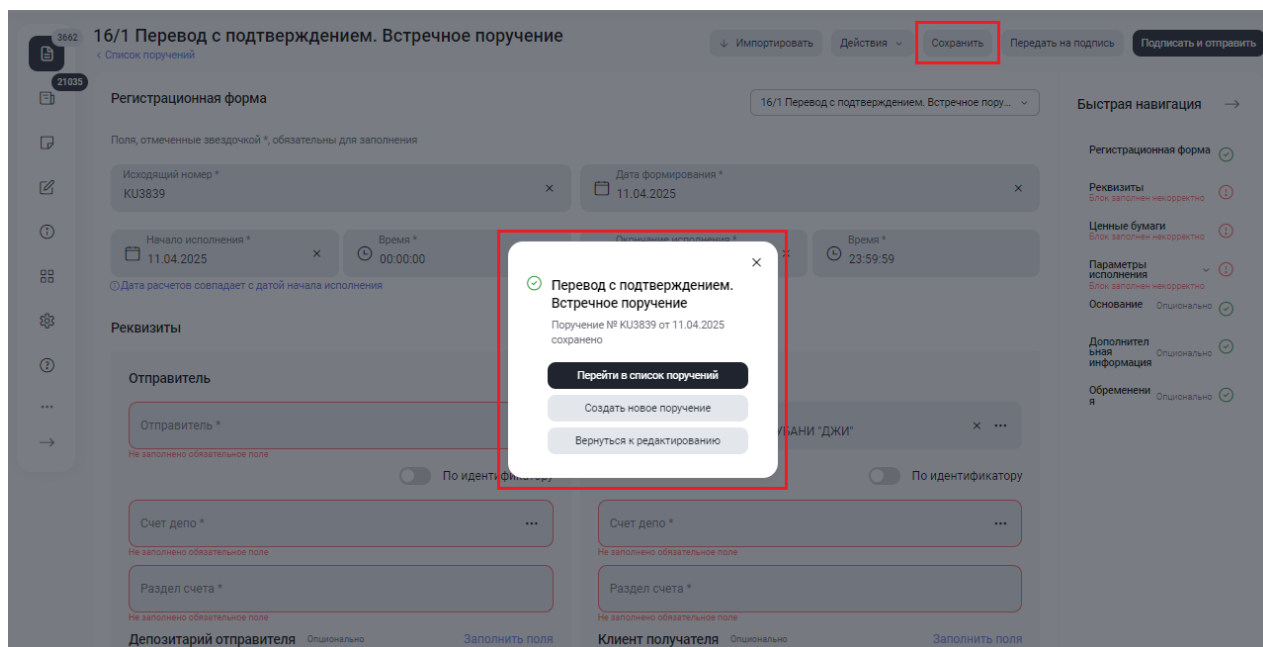 3662
16/1 Перевод с подтверждением. Встречное поручение
< Список поручений
Импортировать
Действия
Сохранить
Передать на подпись
Подписать и отправить
21035
Регистрационная форма
16/1 Перевод с подтверждением. Встречное пору...
Быстрая навигация
Поля, отмеченные звездочкой *, обязательны для заполнения
Исходящий номер *
KU3839
Дата формирования *
11.04.2025
Начало исполнения *
11.04.2025
Время *
00:00:00
Окончание исполнения *
Время *
23:59:59
Дата расчетов совпадает с датой начала исполнения
Перевод с подтверждением.
Встречное поручение
Поручение № KU3839 от 11.04.2025
сохранено
Перейти в список поручений
Создать новое поручение
Вернуться к редактированию
Реквизиты
Отправитель
Отправитель *
Не заполнено обязательное поле
"ДЖИ"
По идентификатору
По идентификатору
Счет депо *
Не заполнено обязательное поле
Счет депо *
Не заполнено обязательное поле
Раздел счета *
Не заполнено обязательное поле
Раздел счета *
Не заполнено обязательное поле
Депозитарий отправителя Опционально Заполнить поля
Клиент получателя Опционально Заполнить поля
Регистрационная форма
Реквизиты
Блок заполнен некорректно
Ценные бумаги
Блок заполнен некорректно
Параметры
исполнения
Блок заполнен некорректно
Основание Опционально
Дополнител
ьная Опционально
информация
Обременени
я Опционально